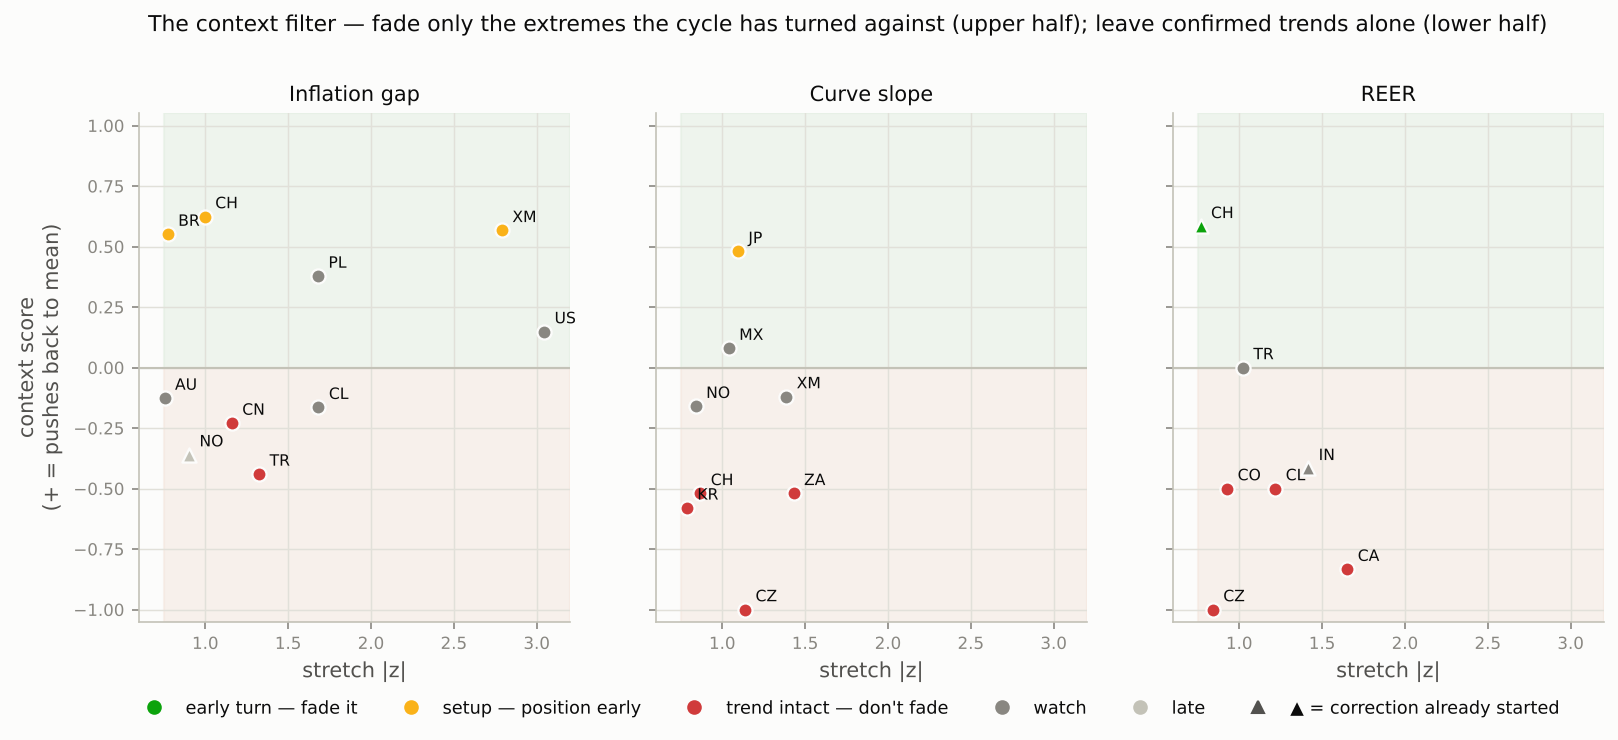 The context filter — fade only the extremes the cycle has turned against (upper half); leave confirmed trends alone (lower half)
Inflation gap
Curve slope
REER
context score
(+ = pushes back to mean)
1.00
0.75
0.50
0.25
0.00
−0.25
−0.50
−0.75
−1.00
BR
CH
XM
PL
US
AU
CN
CL
NO
TR
1.0 1.5 2.0 2.5 3.0
stretch |z|
JP
MX
NO
XM
CH
KR
ZA
CZ
1.0 1.5 2.0 2.5 3.0
stretch |z|
CH
TR
IN
CO
CL
CA
CZ
1.0 1.5 2.0 2.5 3.0
stretch |z|
early turn — fade it setup — position early trend intact — don't fade watch late ▲ = correction already started